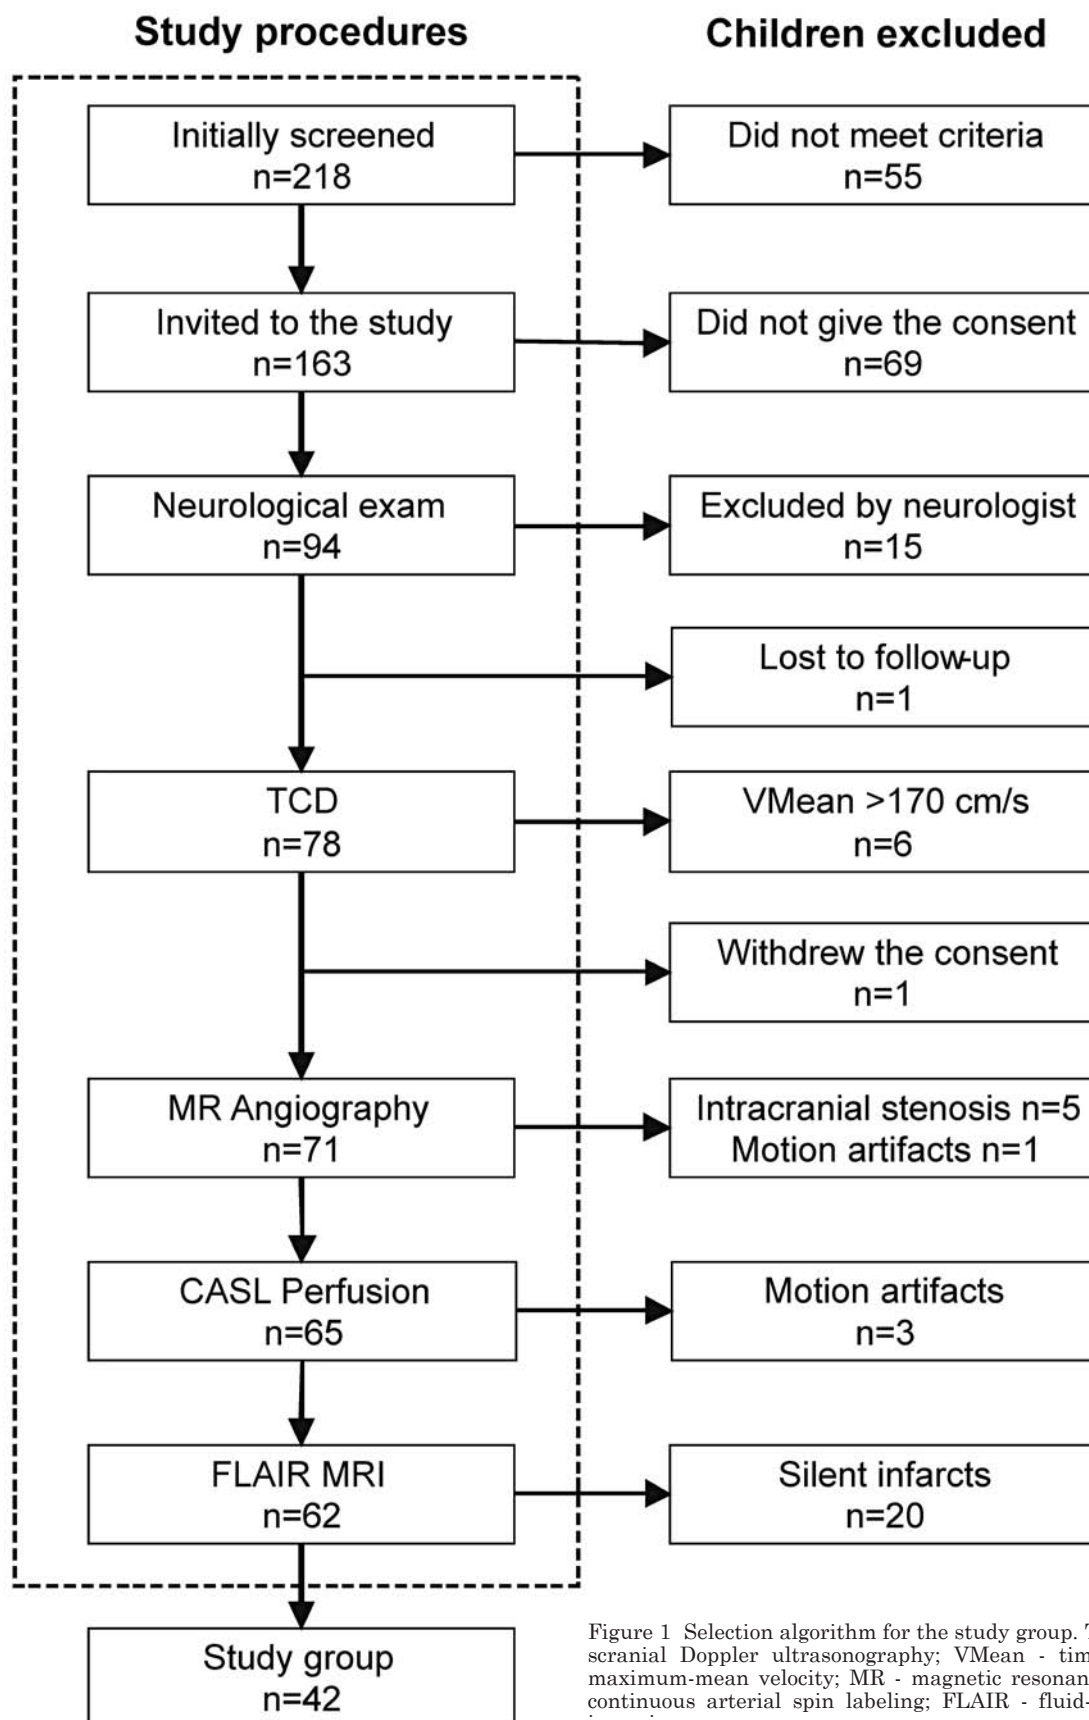 Study procedures
Children excluded
Initially screened
n=218
Did not meet criteria
n=55
Invited to the study
n=163
Did not give the consent
n=69
Neurological exam
n=94
Excluded by neurologist
n=15
Lost to follow-up
n=1
TCD
n=78
VMean >170 cm/s
n=6
Withdrew the consent
n=1
MR Angiography
n=71
Intracranial stenosis n=5
Motion artifacts n=1
CASL Perfusion
n=65
Motion artifacts
n=3
FLAIR MRI
n=62
Silent infarcts
n=20
Study group
n=42
Figure 1 Selection algorithm for the study group.
scranial Doppler ultrasonography; VMean -
maximum-mean velocity; MR - magnetic
continuous arterial spin labeling; FLAIR -